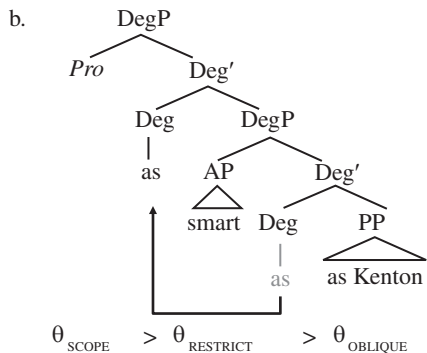 b.
DegP
Pro Deg′
Deg DegP
as AP Deg′
smart Deg PP
as as Kenton
θSCOPE > θRESTRICT > θOBLIQUE